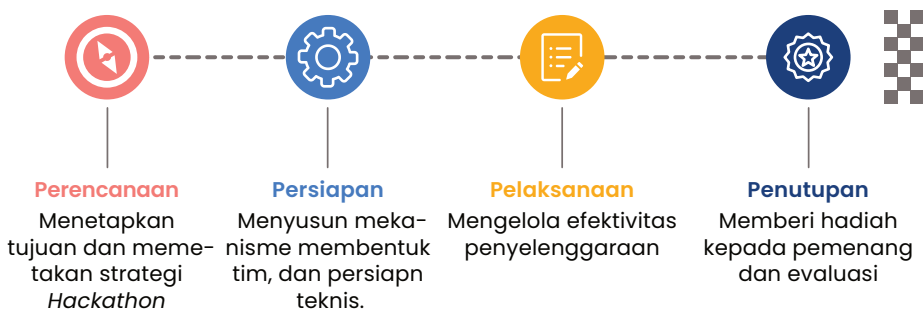 Perencanaan
Menetapkan
tujuan dan meme-
takan strategi
Hackathon
Persiapan
Menyusun meka-
nisme membentuk
tim, dan persiapn
teknis.
Pelaksanaan
Mengelola efektivitas
penyelenggaraan
Penutupan
Memberi hadiah
kepada pemenang
dan evaluasi